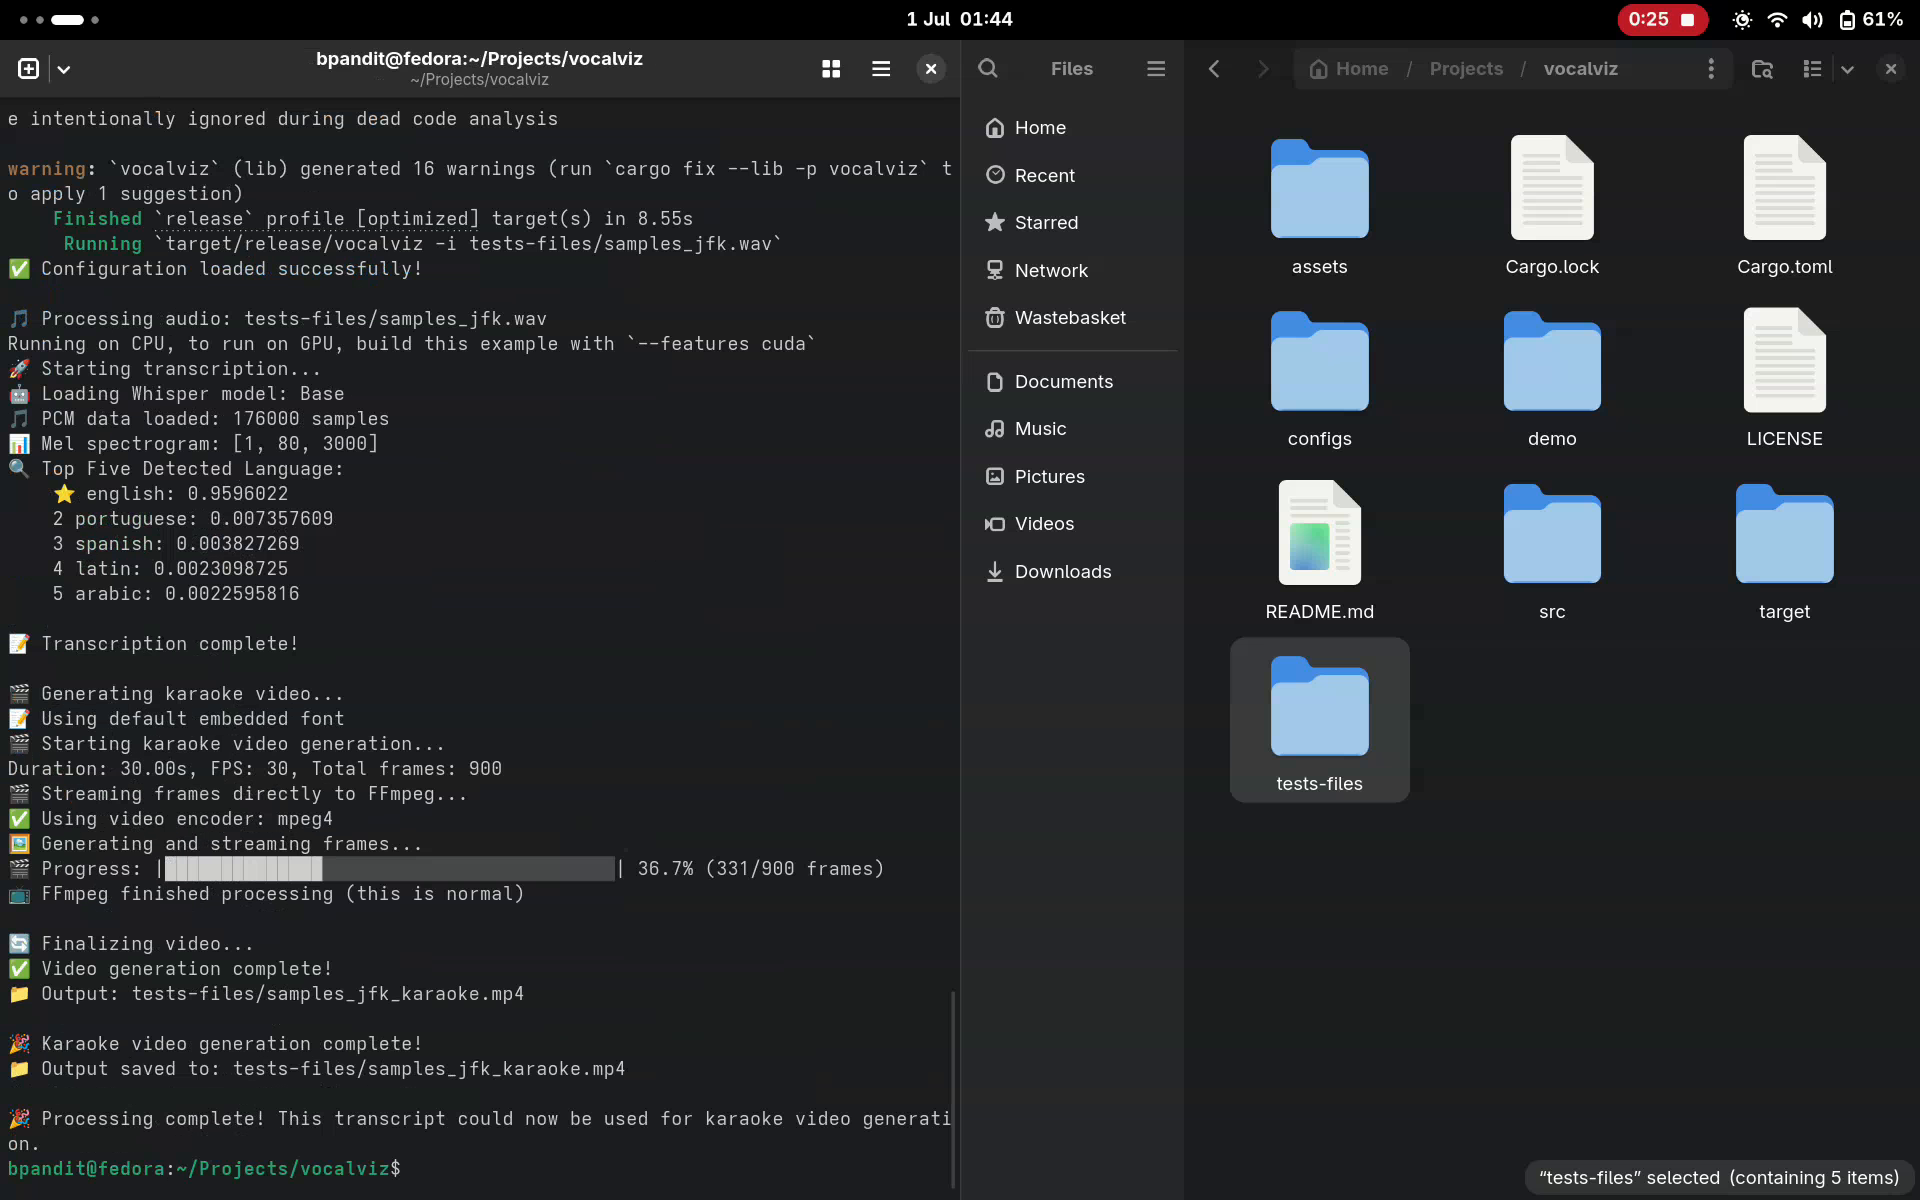 1 Jul 01:44
0:25
61%
bpandit@fedora:~/Projects/vocalviz
~/Projects/vocalviz
e intentionally ignored during dead code analysis
warning: `vocalviz` (lib) generated 16 warnings (run `cargo fix --lib -p vocalviz` t
o apply 1 suggestion)
Finished `release` profile [optimized] target(s) in 8.55s
Running `target/release/vocalviz -i tests-files/samples_jfk.wav`
✅ Configuration loaded successfully!
🎵 Processing audio: tests-files/samples_jfk.wav
Running on CPU, to run on GPU, build this example with `--features cuda`
🚀 Starting transcription...
🤖 Loading Whisper model: Base
🎵 PCM data loaded: 176000 samples
📊 Mel spectrogram: [1, 80, 3000]
🔍 Top Five Detected Language:
⭐ english: 0.9596022
2 portuguese: 0.007357609
3 spanish: 0.003827269
4 latin: 0.0023098725
5 arabic: 0.0022595816
📝 Transcription complete!
🎬 Generating karaoke video...
📝 Using default embedded font
🎬 Starting karaoke video generation...
Duration: 30.00s, FPS: 30, Total frames: 900
🎬 Streaming frames directly to FFmpeg...
✅ Using video encoder: mpeg4
🖼️ Generating and streaming frames...
🎬 Progress: |██████████████| 36.7% (331/900 frames)
📺 FFmpeg finished processing (this is normal)
🔄 Finalizing video...
✅ Video generation complete!
📁 Output: tests-files/samples_jfk_karaoke.mp4
🎉 Karaoke video generation complete!
📁 Output saved to: tests-files/samples_jfk_karaoke.mp4
🎉 Processing complete! This transcript could now be used for karaoke video generati
on.
bpandit@fedora:~/Projects/vocalviz$
Files
Home
Recent
Starred
Network
Wastebasket
Documents
Music
Pictures
Videos
Downloads
Home / Projects / vocalviz
assets
Cargo.lock
Cargo.toml
configs
demo
LICENSE
README.md
src
target
tests-files
“tests-files” selected (containing 5 items)